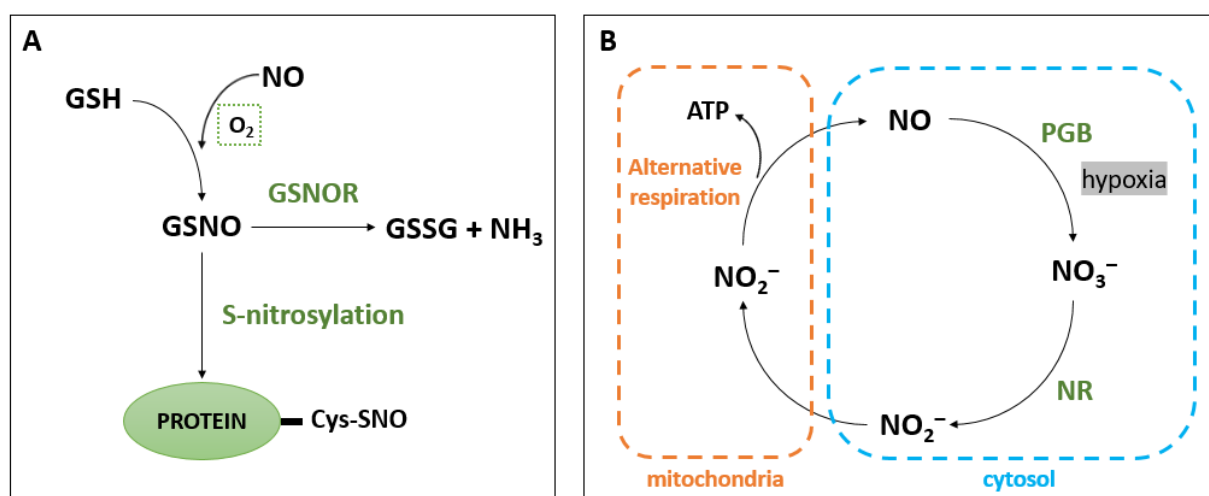 A
NO
GSH
O₂
GSNOR
GSNO
GSSG + NH₃
S-nitrosylation
PROTEIN
Cys-SNO
B
ATP
NO
PGB
Alternative
respiration
hypoxia
NO₂⁻
NO₃⁻
NR
NO₂⁻
mitochondria
cytosol